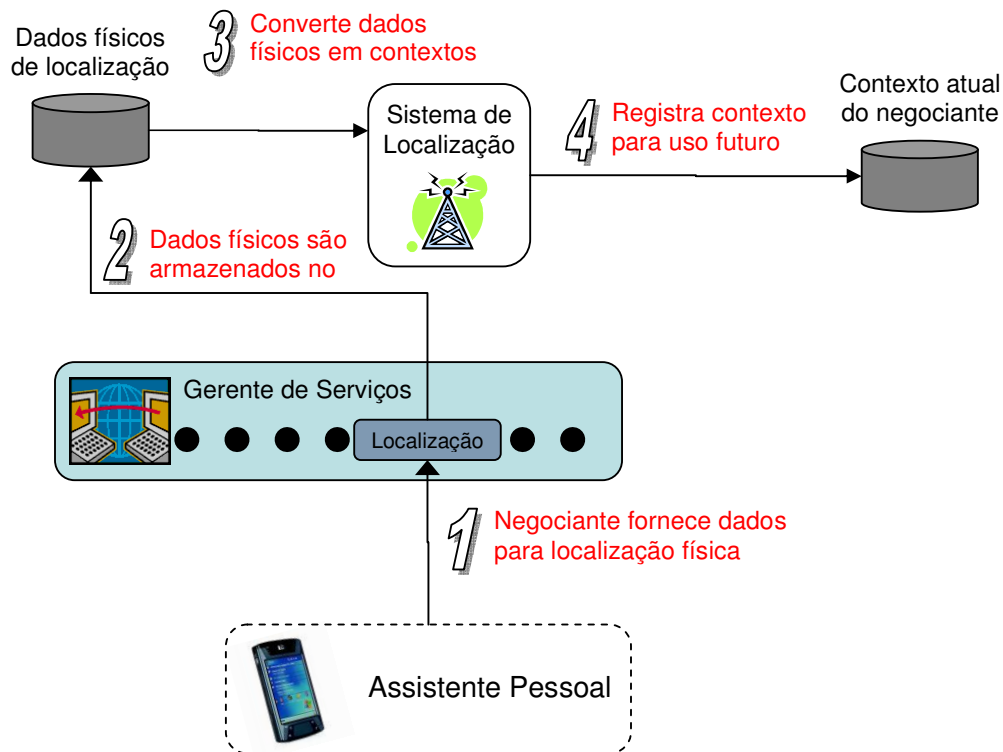 Dados físicos
de localização
3
Converte dados
físicos em contextos
Sistema de
Localização
4
Registra contexto
para uso futuro
Contexto atual
do negociante
2
Dados físicos são
armazenados no
Gerente de Serviços
Localização
1
Negociante fornece dados
para localização física
Assistente Pessoal